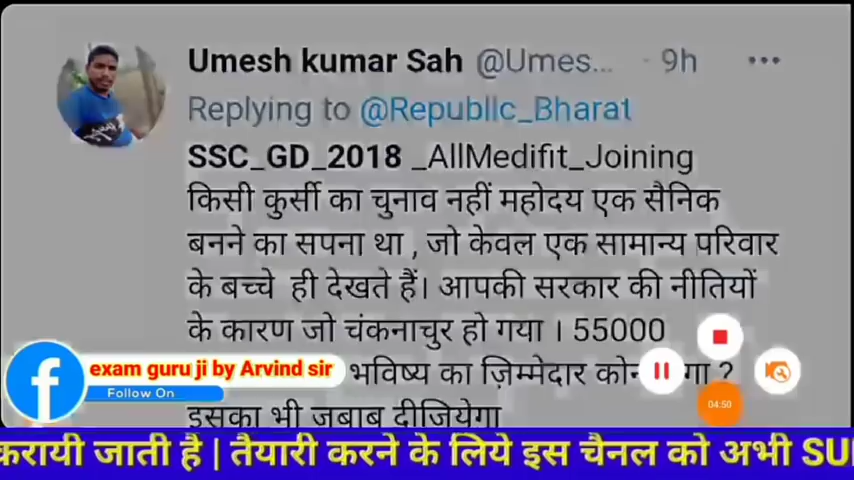 Umesh kumar Sah @Umes... · 9h
Replying to @Republic_Bharat
SSC_GD_2018 _AllMedifit_Joining
किसी कुर्सी का चुनाव नहीं महोदय एक सैनिक
बनने का सपना था , जो केवल एक सामान्य परिवार
के बच्चे ही देखते हैं। आपकी सरकार की नीतियों
के कारण जो चंकनाचुर हो गया । 55000
भविष्य का ज़िम्मेदार ?
इसका भी जबाब दीजियेगा
exam guru ji by Arvind sir
Follow On
04:50
करायी जाती है | तैयारी करने के लिये इस चैनल को अभी